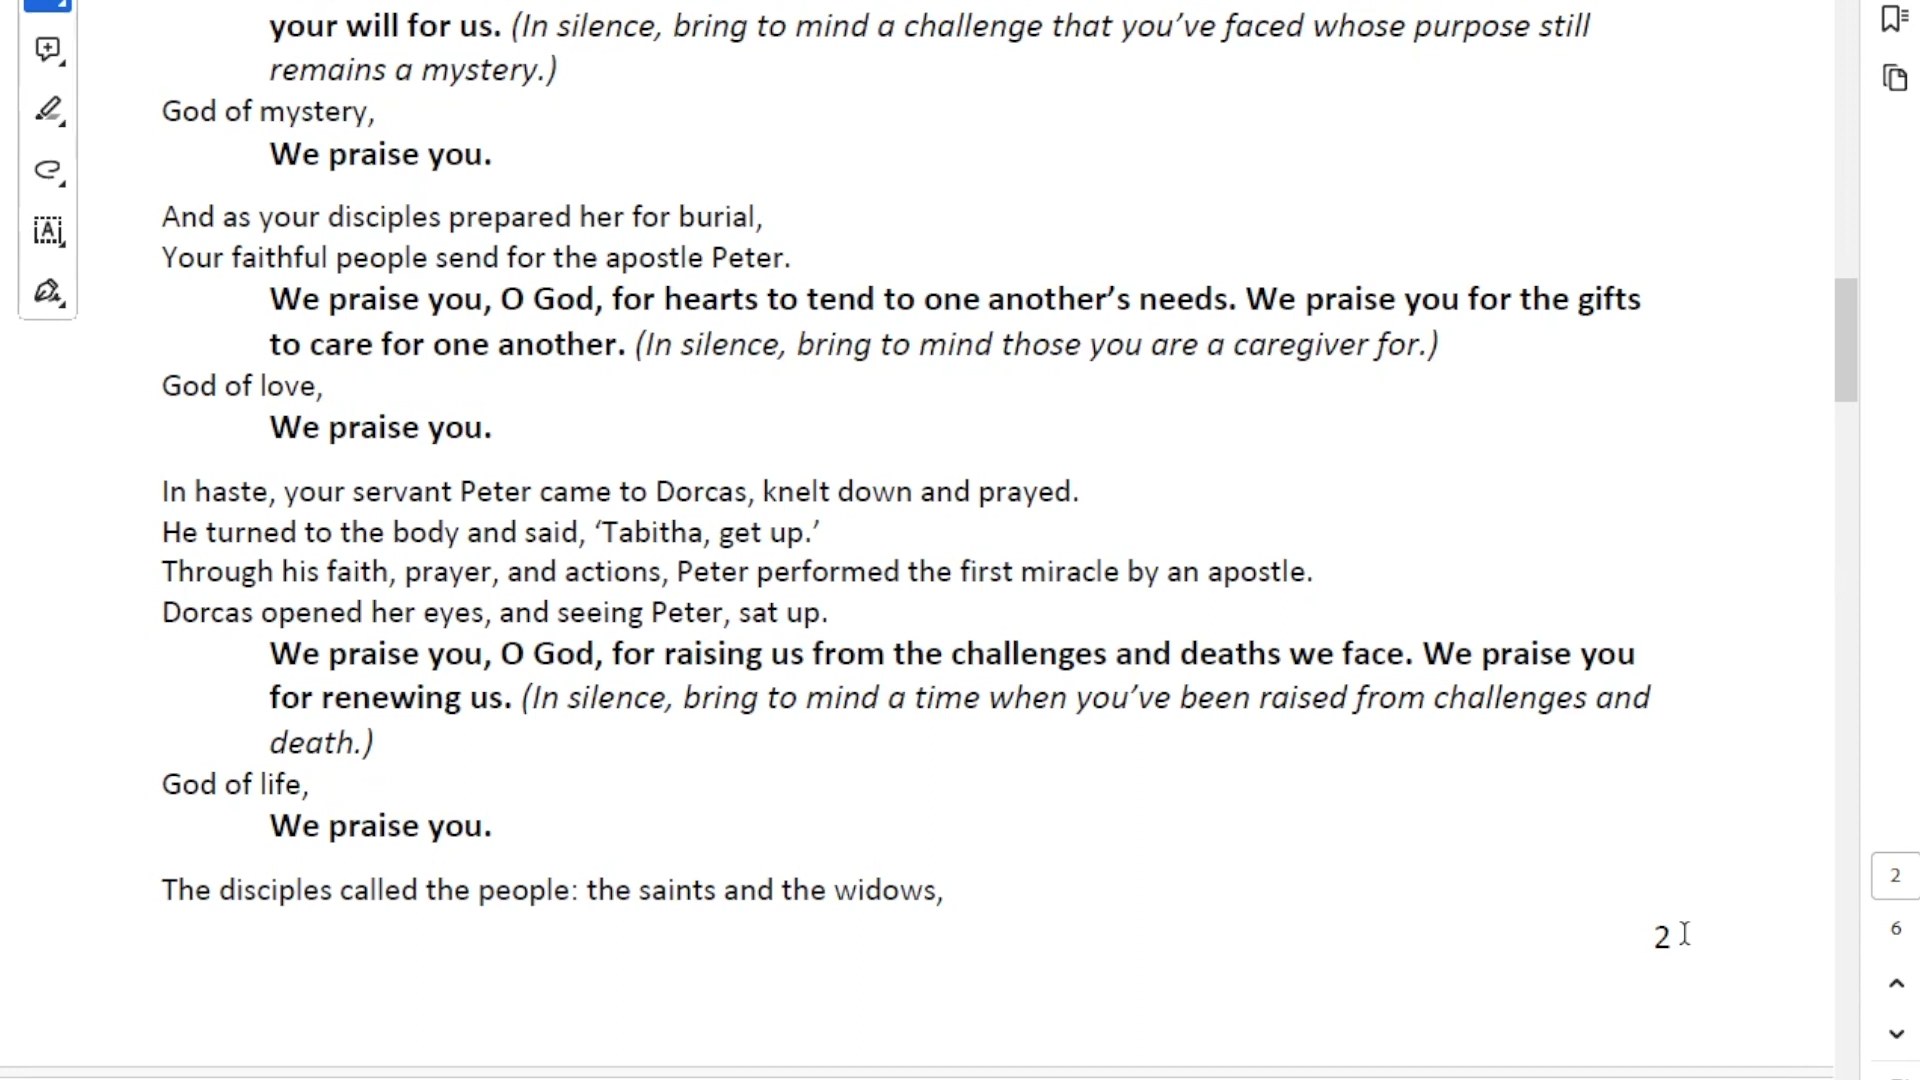 your will for us. (In silence, bring to mind a challenge that you’ve faced whose purpose still
remains a mystery.)
God of mystery,
We praise you.
And as your disciples prepared her for burial,
Your faithful people send for the apostle Peter.
We praise you, O God, for hearts to tend to one another’s needs. We praise you for the gifts
to care for one another. (In silence, bring to mind those you are a caregiver for.)
God of love,
We praise you.
In haste, your servant Peter came to Dorcas, knelt down and prayed.
He turned to the body and said, ‘Tabitha, get up.’
Through his faith, prayer, and actions, Peter performed the first miracle by an apostle.
Dorcas opened her eyes, and seeing Peter, sat up.
We praise you, O God, for raising us from the challenges and deaths we face. We praise you
for renewing us. (In silence, bring to mind a time when you’ve been raised from challenges and
death.)
God of life,
We praise you.
The disciples called the people: the saints and the widows,
2
2
6